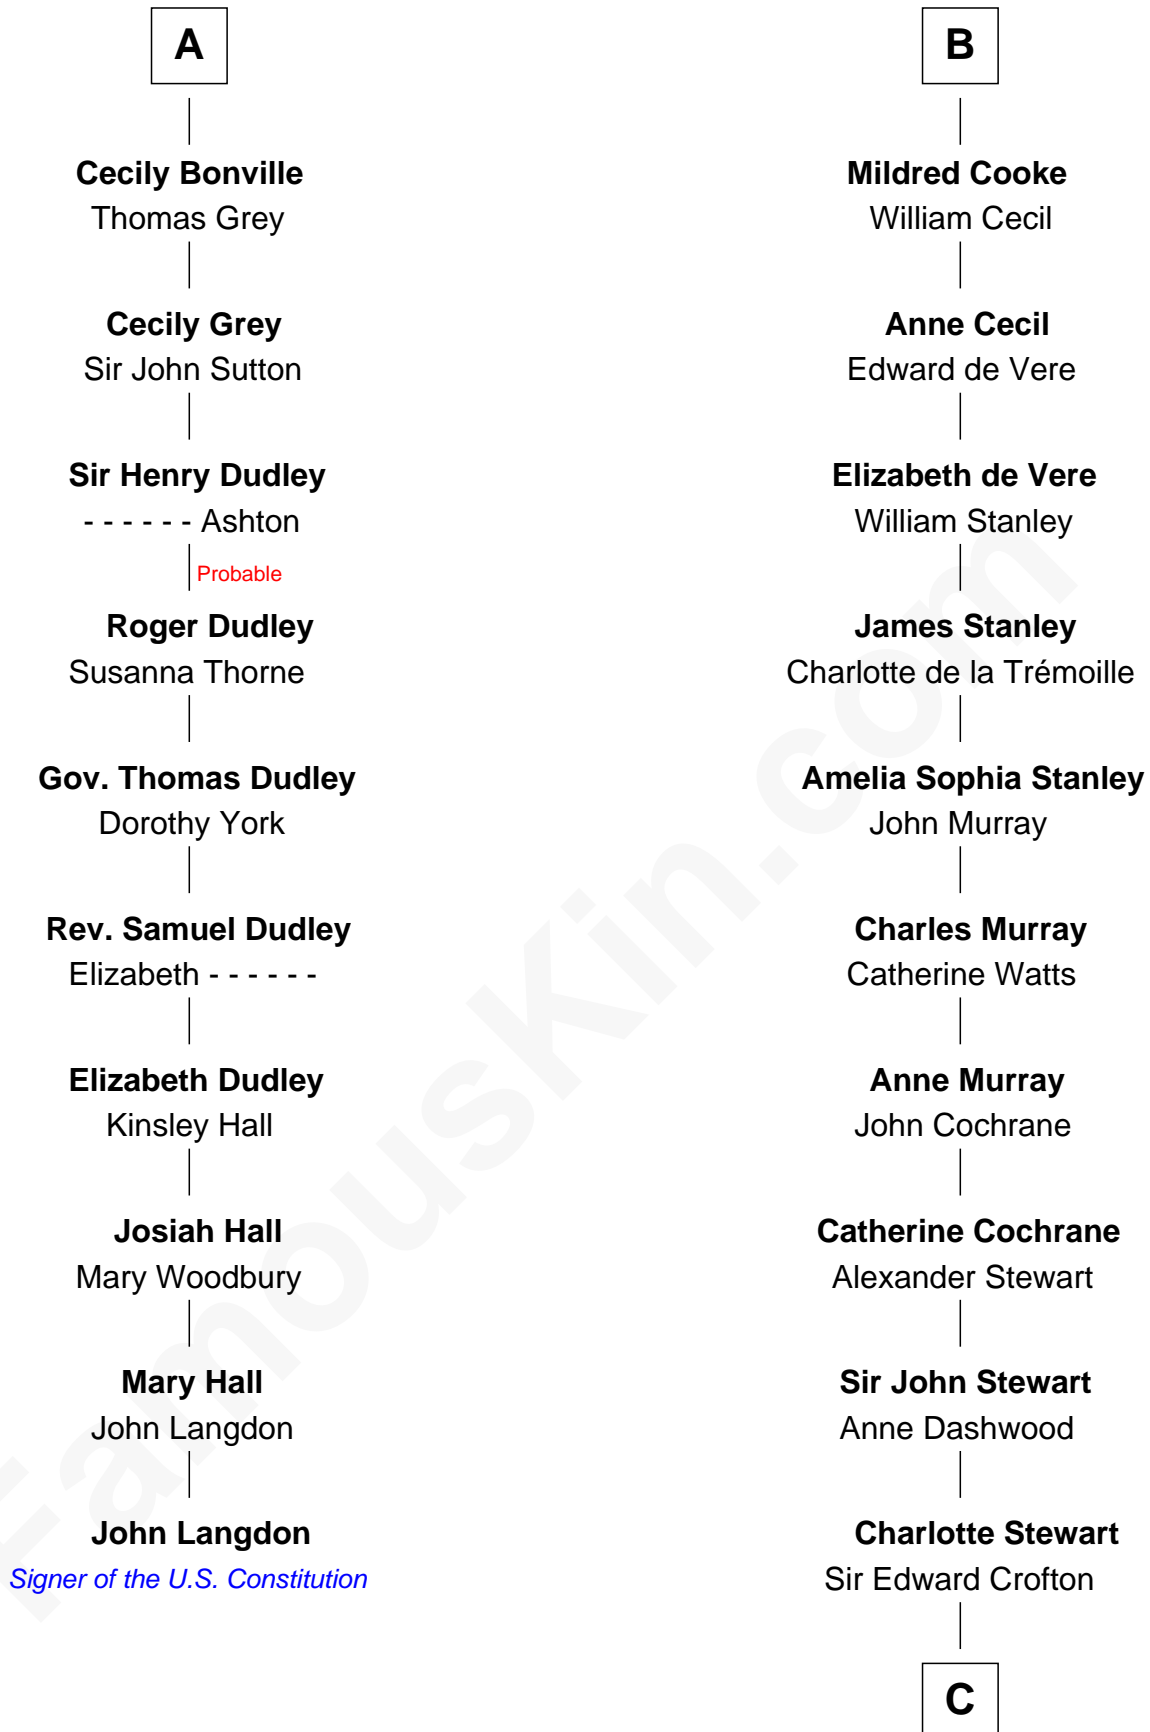 A
Cecily Bonville
Thomas Grey
Cecily Grey
Sir John Sutton
Sir Henry Dudley
- - - - - - Ashton
Probable
Roger Dudley
Susanna Thorne
Gov. Thomas Dudley
Dorothy York
Rev. Samuel Dudley
Elizabeth - - - - - -
Elizabeth Dudley
Kinsley Hall
Josiah Hall
Mary Woodbury
Mary Hall
John Langdon
John Langdon
Signer of the U.S. Constitution
B
Mildred Cooke
William Cecil
Anne Cecil
Edward de Vere
Elizabeth de Vere
William Stanley
James Stanley
Charlotte de la Trémoille
Amelia Sophia Stanley
John Murray
Charles Murray
Catherine Watts
Anne Murray
John Cochrane
Catherine Cochrane
Alexander Stewart
Sir John Stewart
Anne Dashwood
Charlotte Stewart
Sir Edward Crofton
C
FamousKin.com